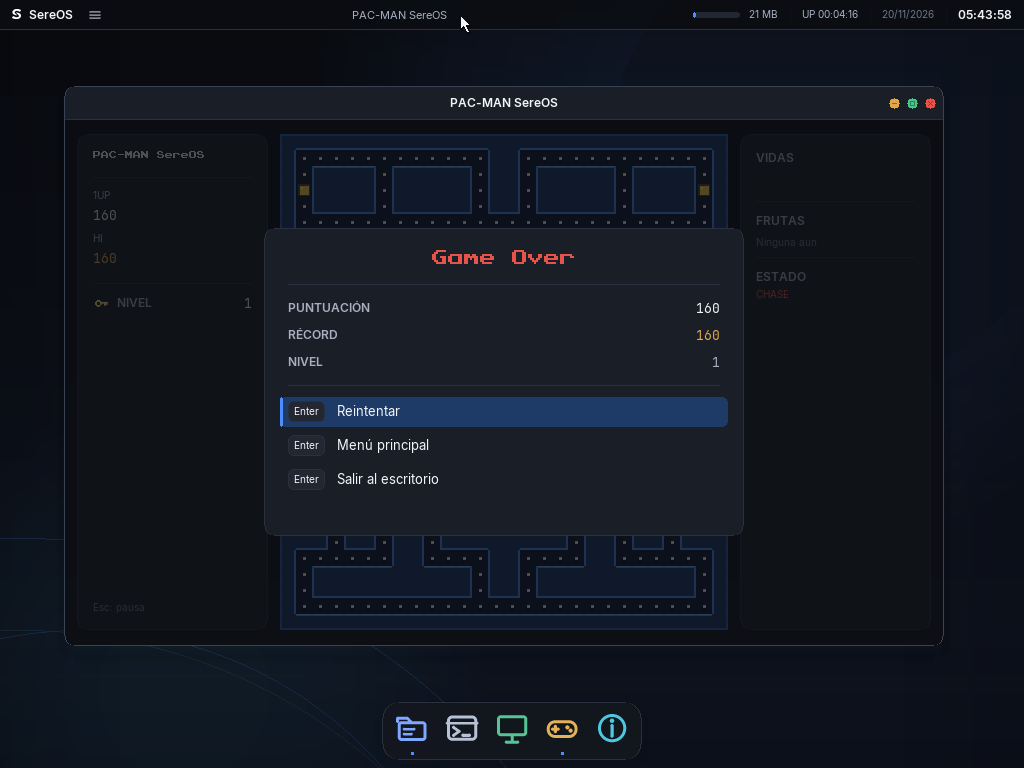 SereOS
PAC-MAN SereOS
21 MB
UP 00:04:16
20/11/2026
05:43:58
PAC-MAN SereOS
PAC-MAN SereOS
1UP
160
HI
160
NIVEL 1
Esc: pausa
Game Over
PUNTUACIÓN 160
RÉCORD 160
NIVEL 1
Enter Reintentar
Enter Menú principal
Enter Salir al escritorio
VIDAS
FRUTAS
Ninguna aun
ESTADO
CHASE